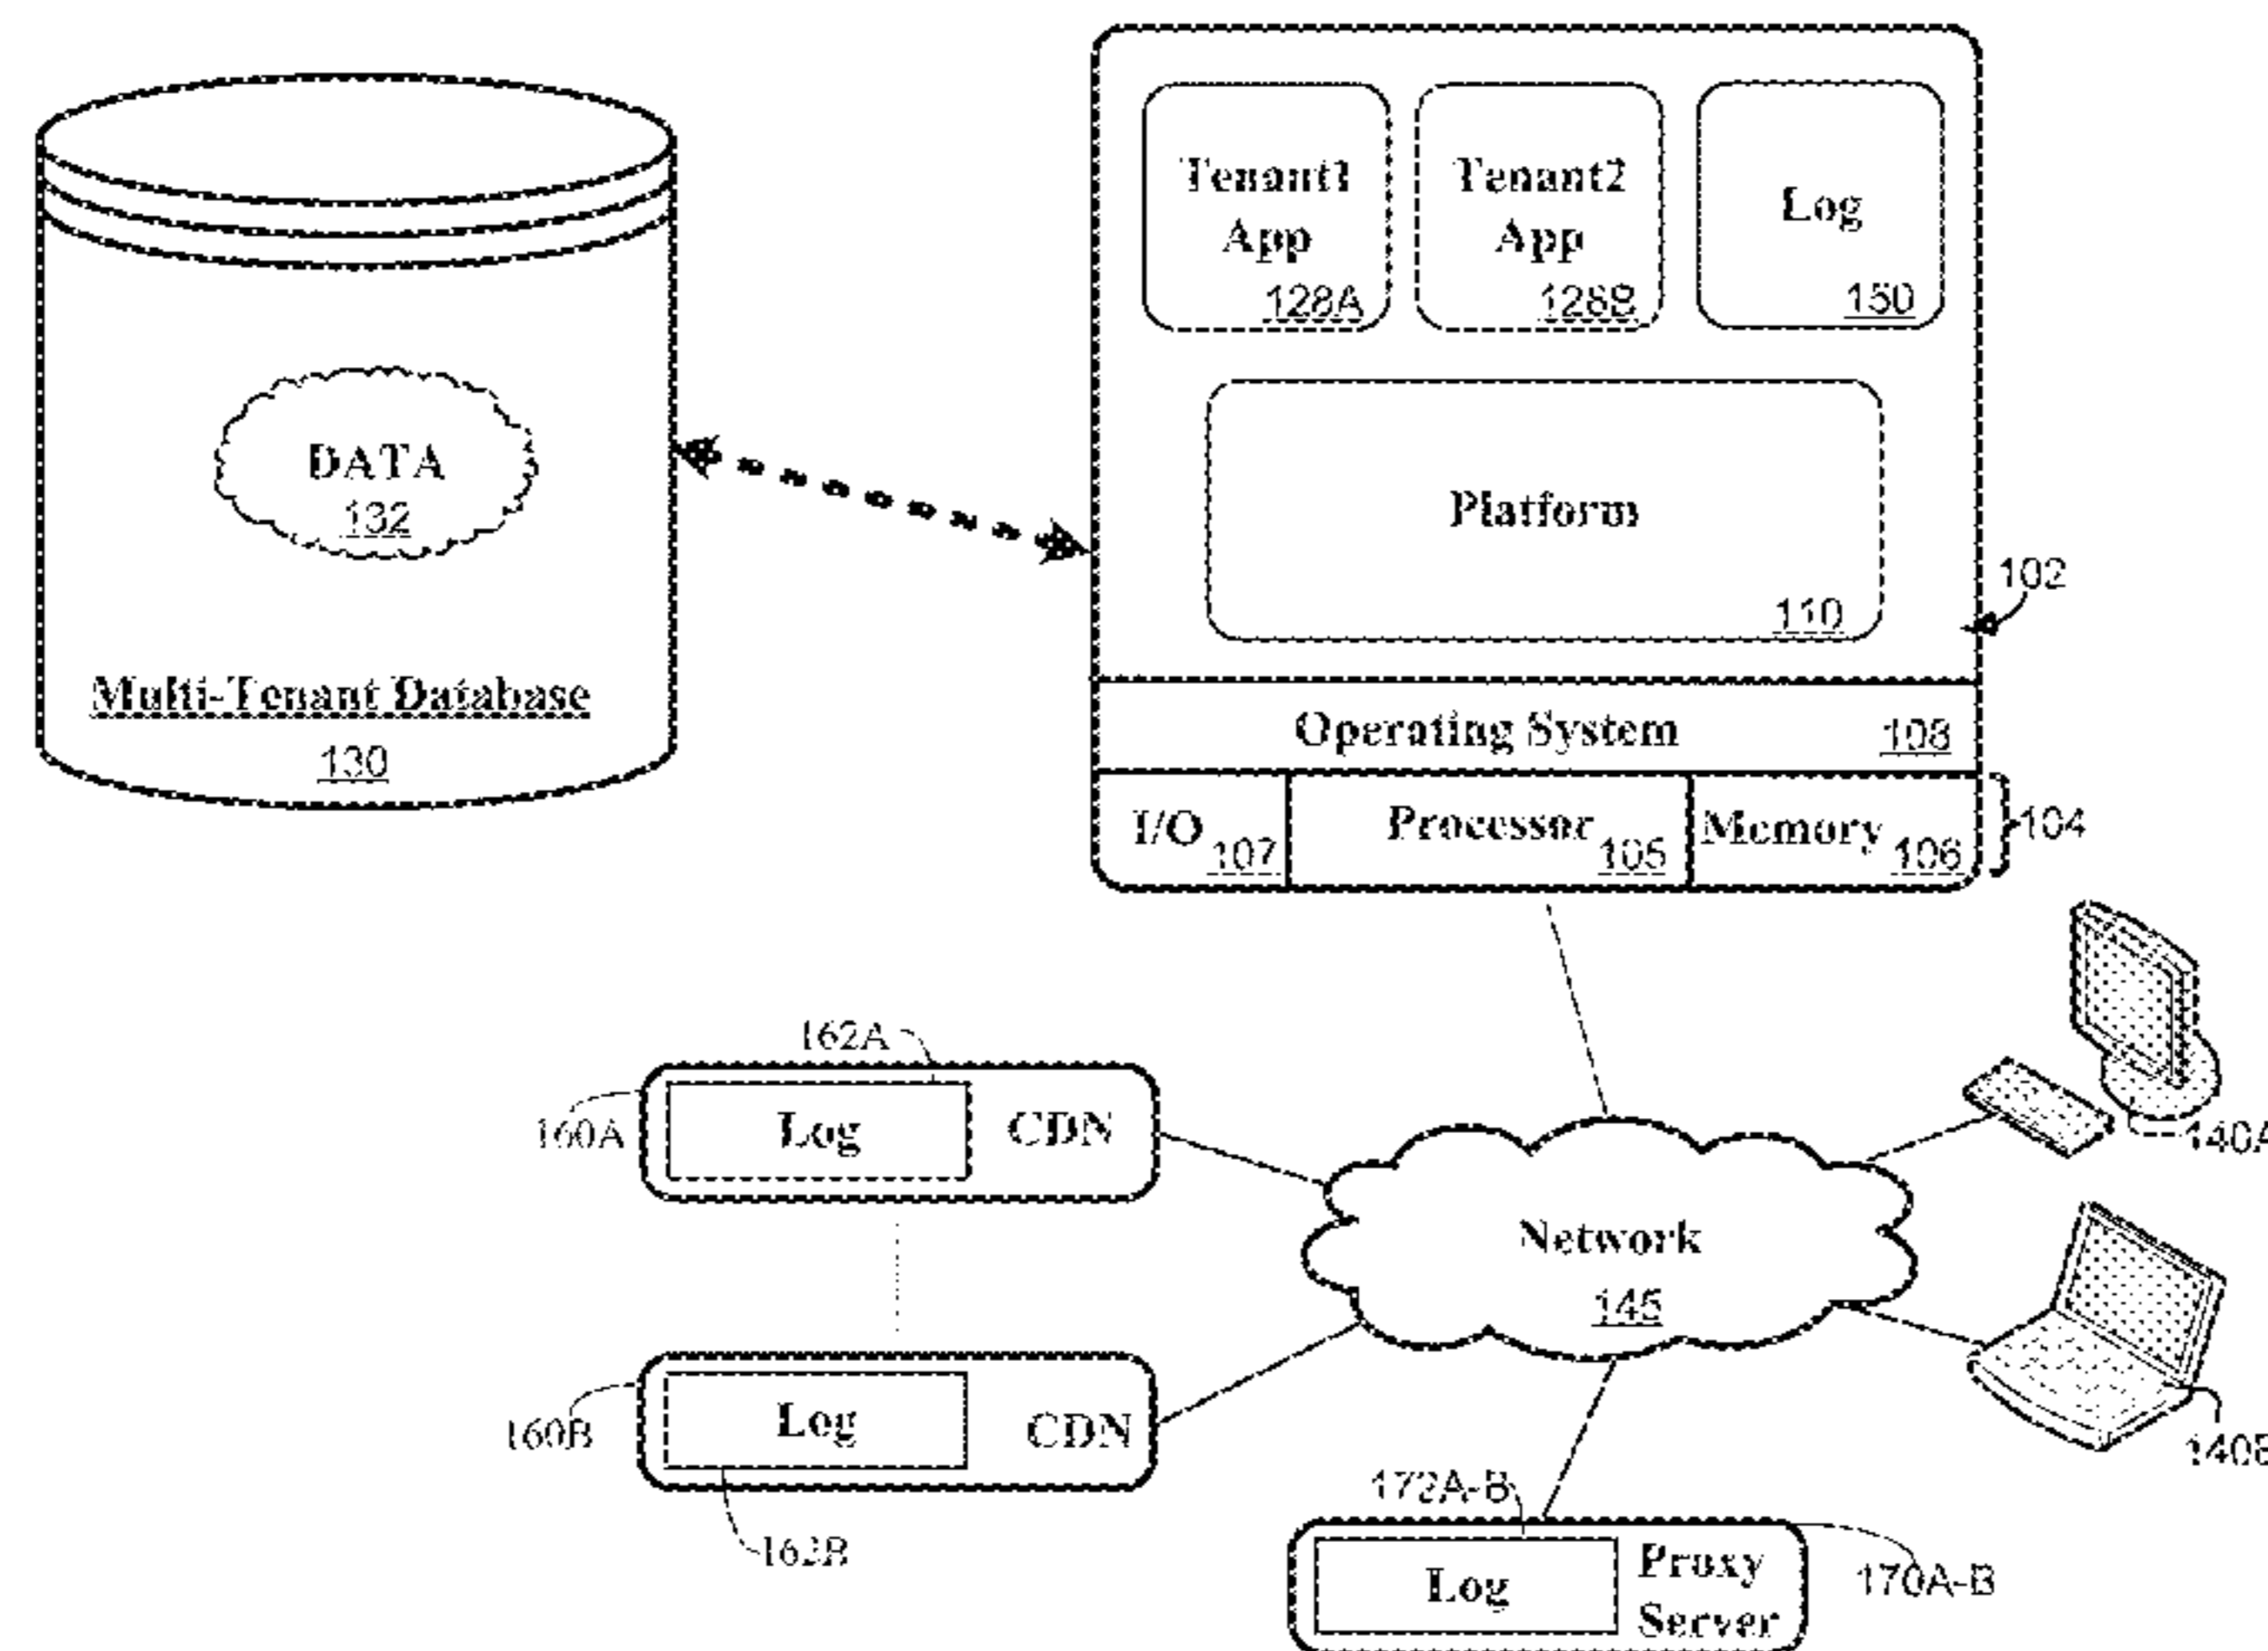 Tenant1
App
128A
Tenant2
App
128B
Log
150
DATA
132
Platform
110
102
Multi-Tenant Database
130
Operating System
108
I/O 107
Processor 105
Memory 106
104
162A
160A
Log
CDN
140A
Network
145
160B
Log
CDN
140B
162B
172A-B
Log
Proxy
Server
170A-B